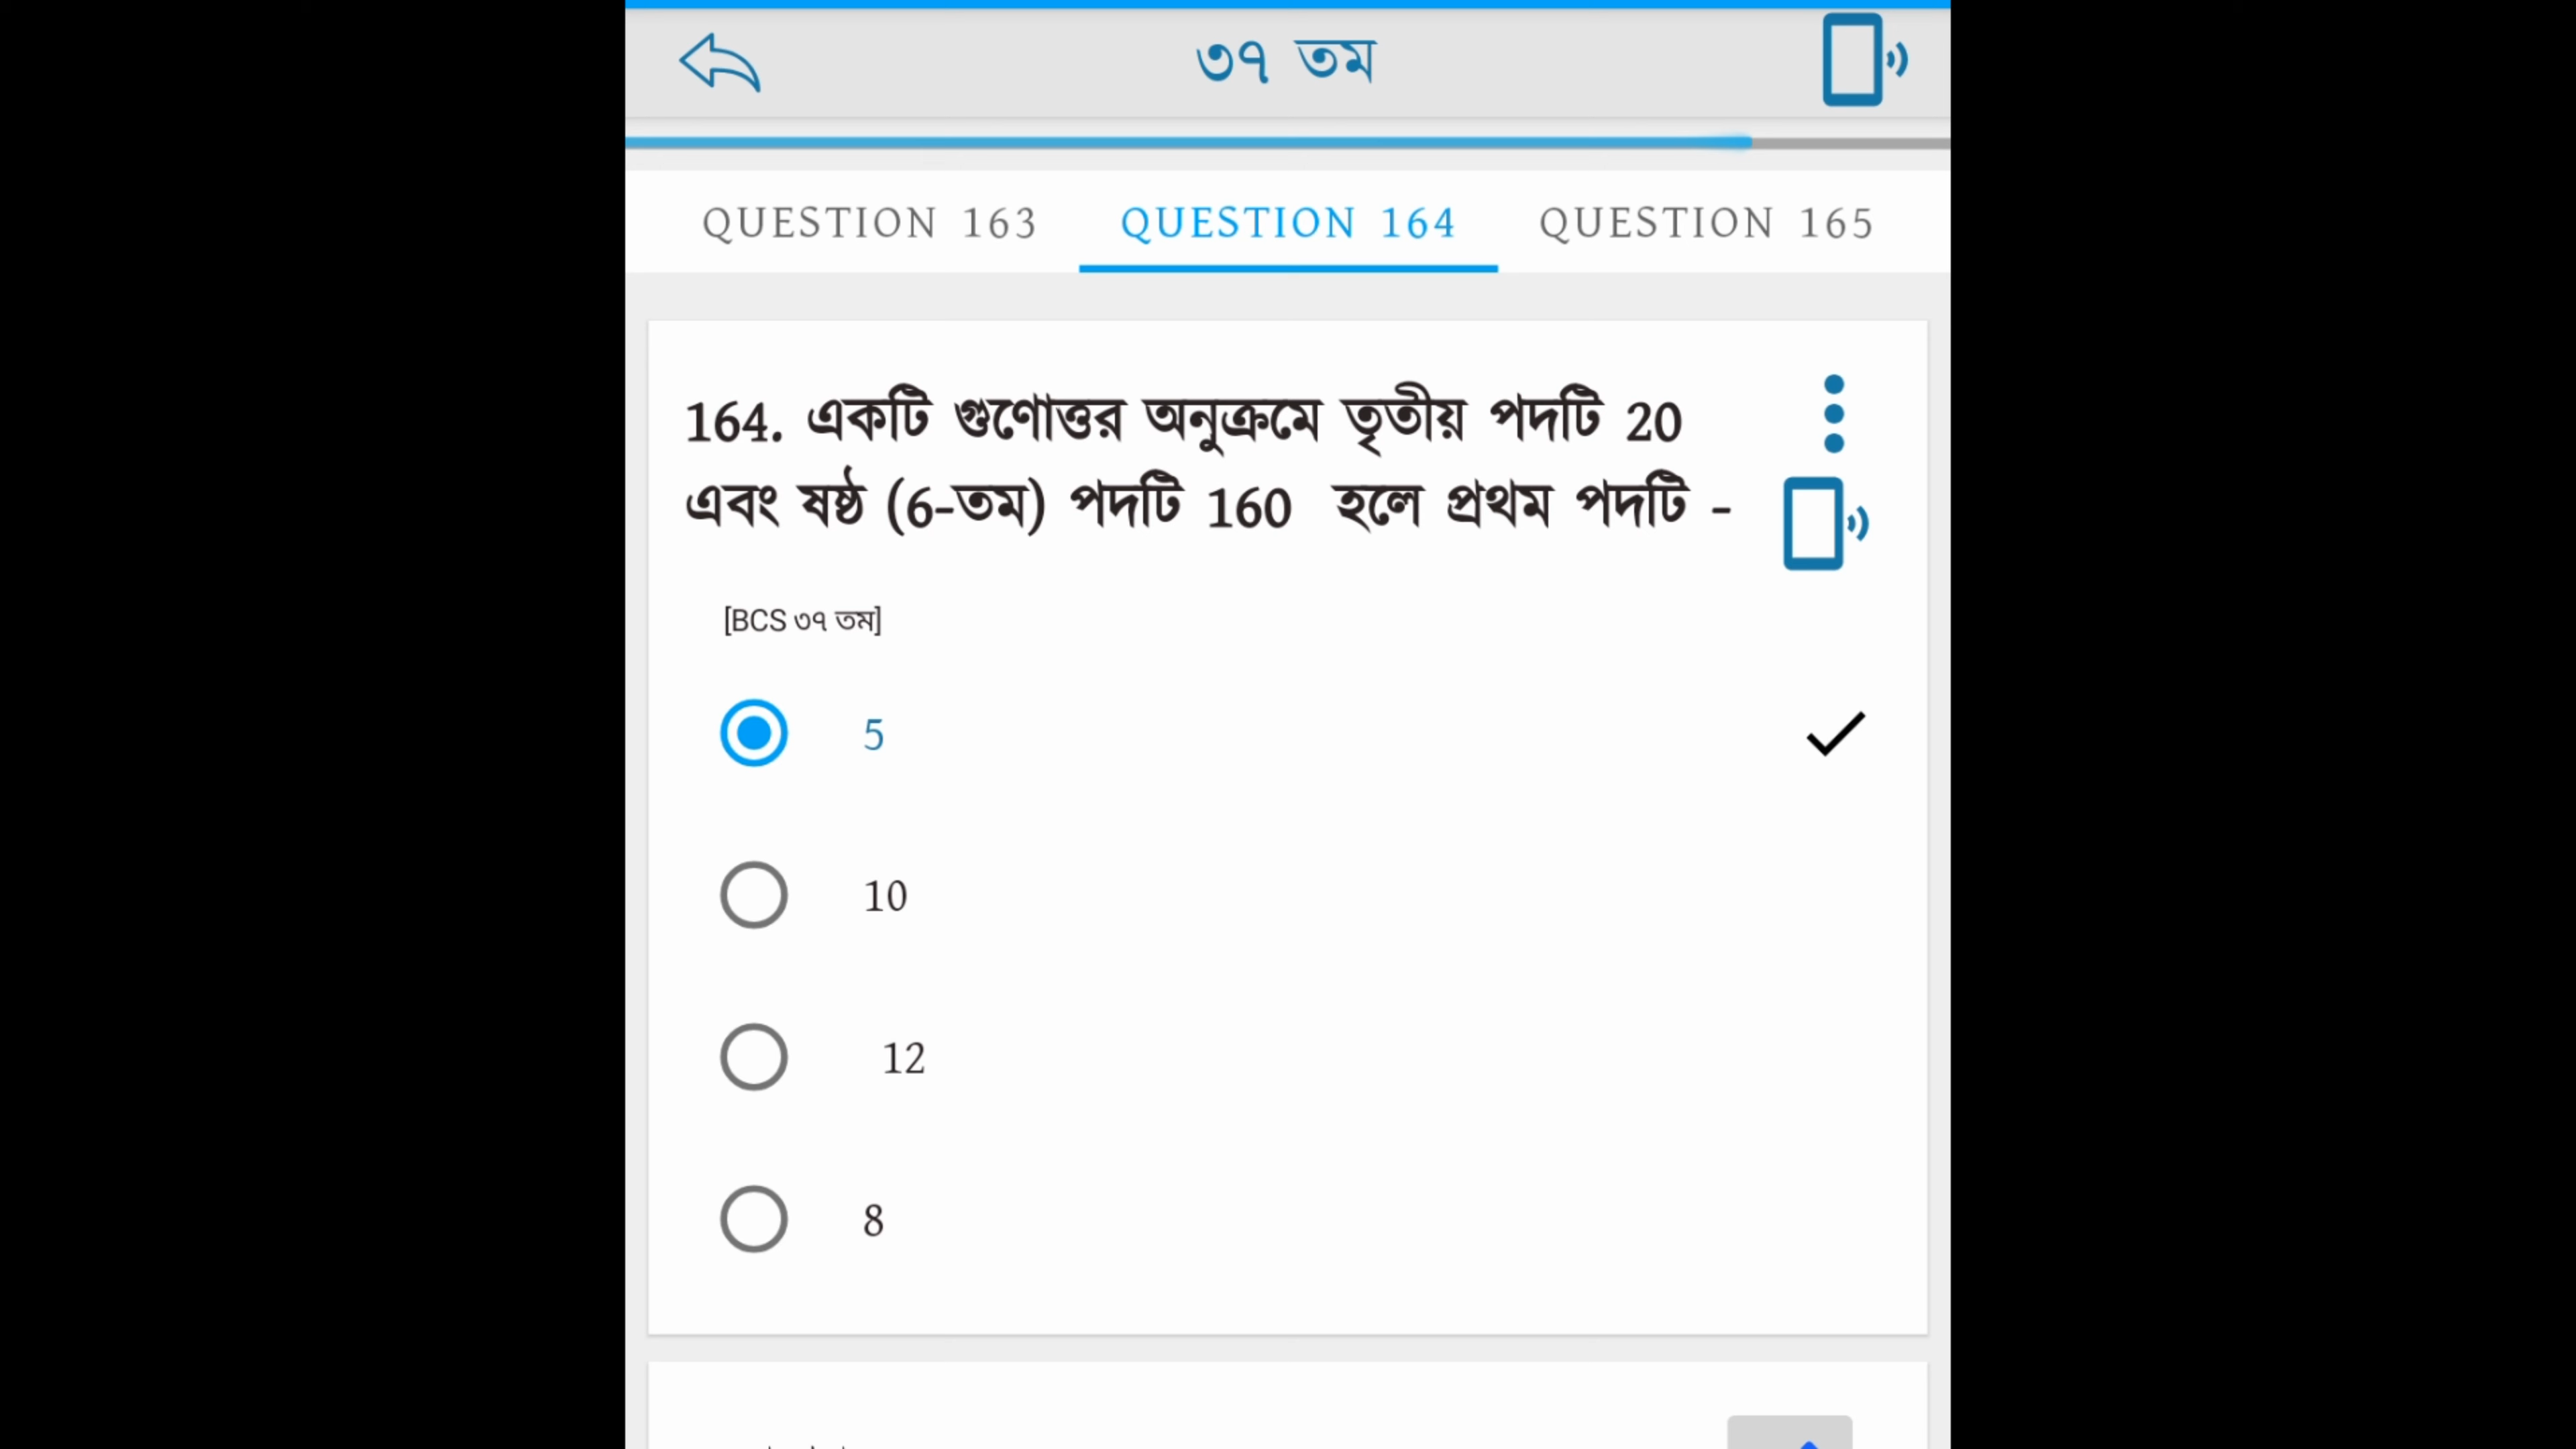 ৩৭ তম
QUESTION 163 QUESTION 164 QUESTION 165
164. একটি গুণোত্তর অনুক্রমে তৃতীয় পদটি 20
এবং ষষ্ঠ (6-তম) পদটি 160 হলে প্রথম পদটি -
[BCS ৩৭ তম]
5
10
12
8